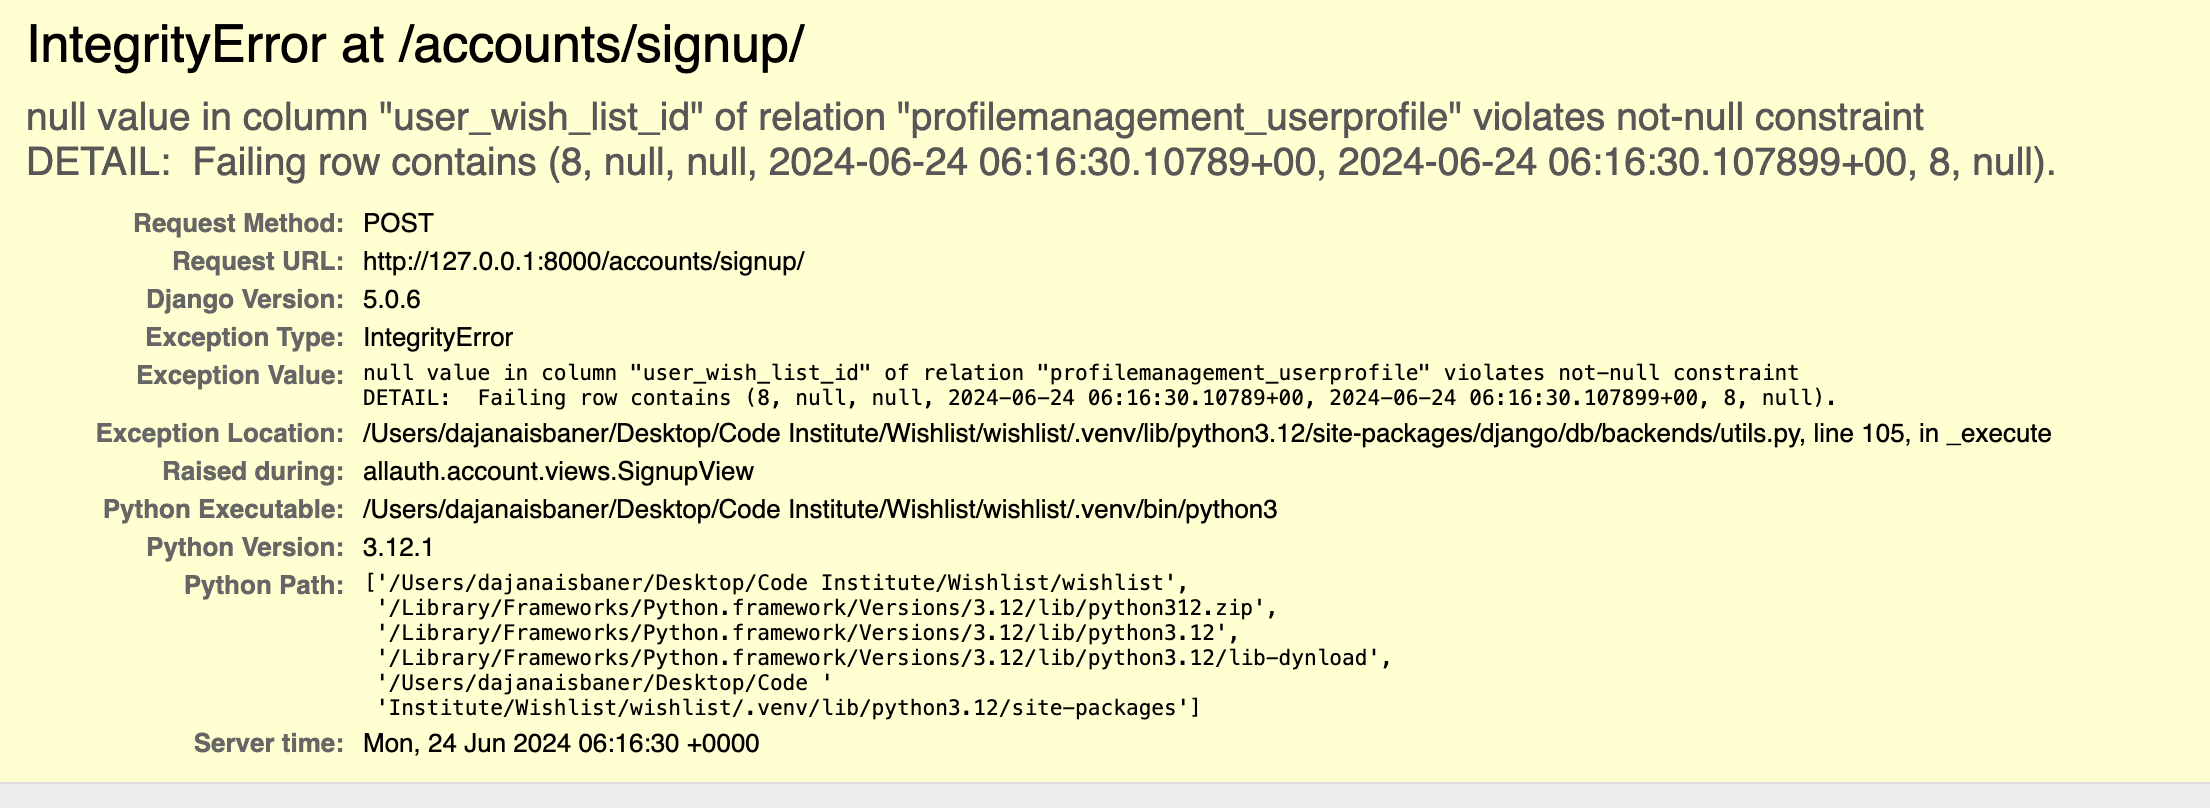 IntegrityError at /accounts/signup/
null value in column "user_wish_list_id" of relation "profilemanagement_userprofile" violates not-null constraint
DETAIL:  Failing row contains (8, null, null, 2024-06-24 06:16:30.10789+00, 2024-06-24 06:16:30.107899+00, 8, null).
Request Method: POST
Request URL: http://127.0.0.1:8000/accounts/signup/
Django Version: 5.0.6
Exception Type: IntegrityError
Exception Value: null value in column "user_wish_list_id" of relation "profilemanagement_userprofile" violates not-null constraint
DETAIL:  Failing row contains (8, null, null, 2024-06-24 06:16:30.10789+00, 2024-06-24 06:16:30.107899+00, 8, null).
Exception Location: /Users/dajanaisbaner/Desktop/Code Institute/Wishlist/wishlist/.venv/lib/python3.12/site-packages/django/db/backends/utils.py, line 105, in _execute
Raised during: allauth.account.views.SignupView
Python Executable: /Users/dajanaisbaner/Desktop/Code Institute/Wishlist/wishlist/.venv/bin/python3
Python Version: 3.12.1
Python Path: ['/Users/dajanaisbaner/Desktop/Code Institute/Wishlist/wishlist',
'/Library/Frameworks/Python.framework/Versions/3.12/lib/python312.zip',
'/Library/Frameworks/Python.framework/Versions/3.12/lib/python3.12',
'/Library/Frameworks/Python.framework/Versions/3.12/lib/python3.12/lib-dynload',
'/Users/dajanaisbaner/Desktop/Code '
'Institute/Wishlist/wishlist/.venv/lib/python3.12/site-packages']
Server time: Mon, 24 Jun 2024 06:16:30 +0000